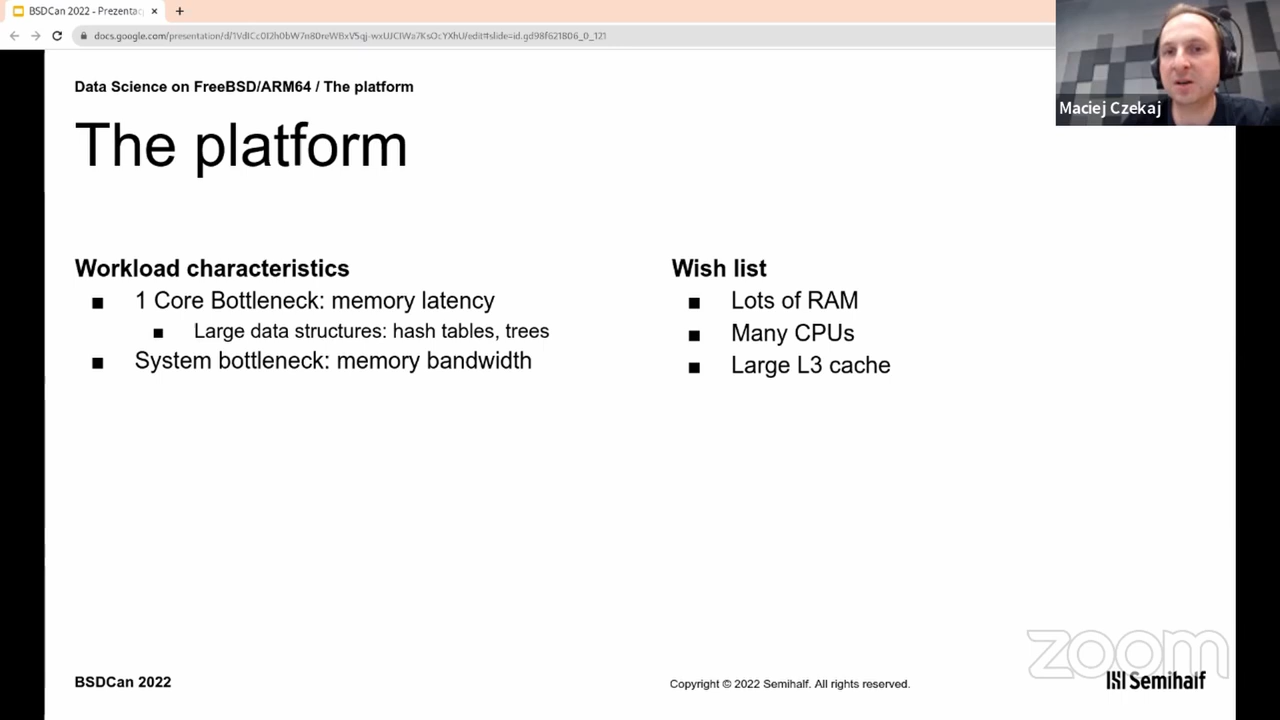 BSDCan 2022 - Prezentac
docs.google.com/presentation/d/1VdICc0I2h0bW7n80reWBxV5qj-wxUJCIWa7KsOcYXhU/edit#slide=id.gd98f621806_0_121
Maciej Czekaj
Data Science on FreeBSD/ARM64 / The platform
The platform
Workload characteristics
■ 1 Core Bottleneck: memory latency
■ Large data structures: hash tables, trees
■ System bottleneck: memory bandwidth
Wish list
■ Lots of RAM
■ Many CPUs
■ Large L3 cache
zoom
BSDCan 2022
Copyright © 2022 Semihalf. All rights reserved.
Semihalf